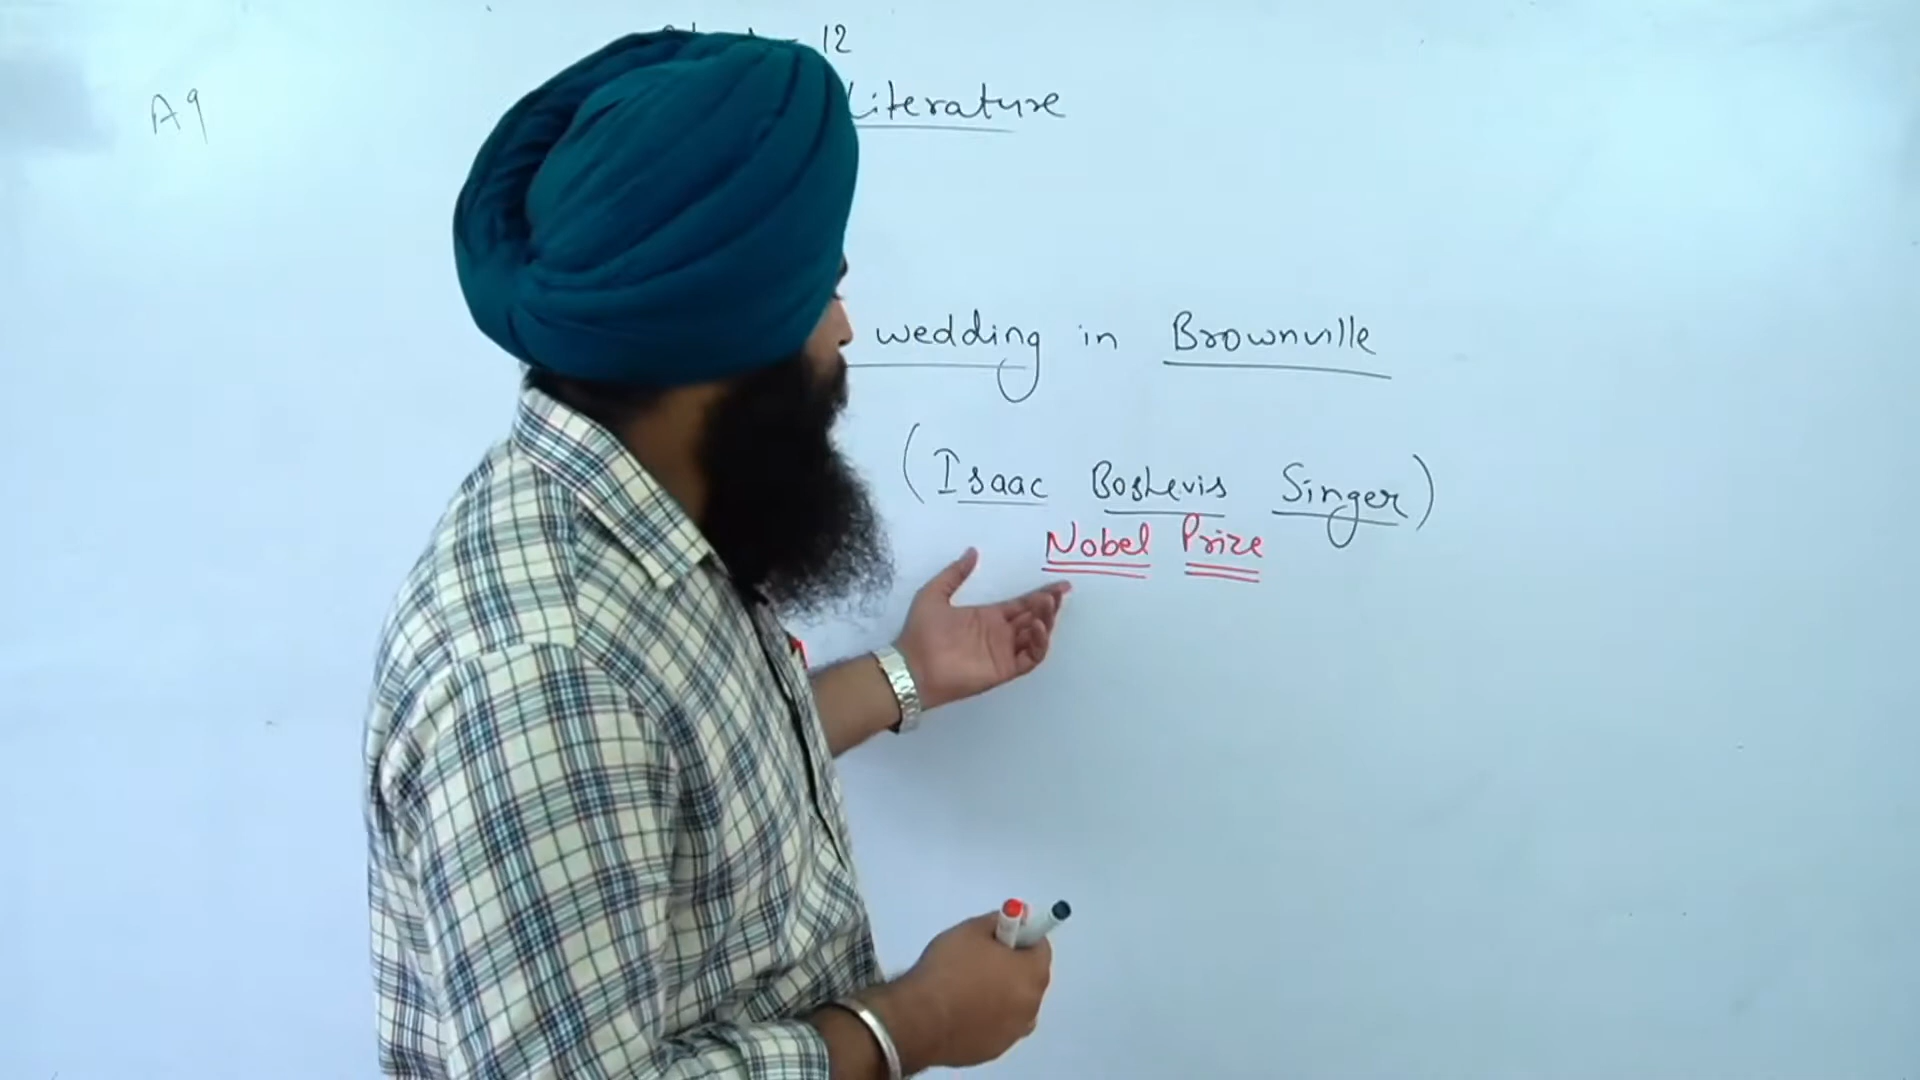 12
A9
Literature
wedding in Brownville
(Isaac Boshevis Singer)
Nobel Prize